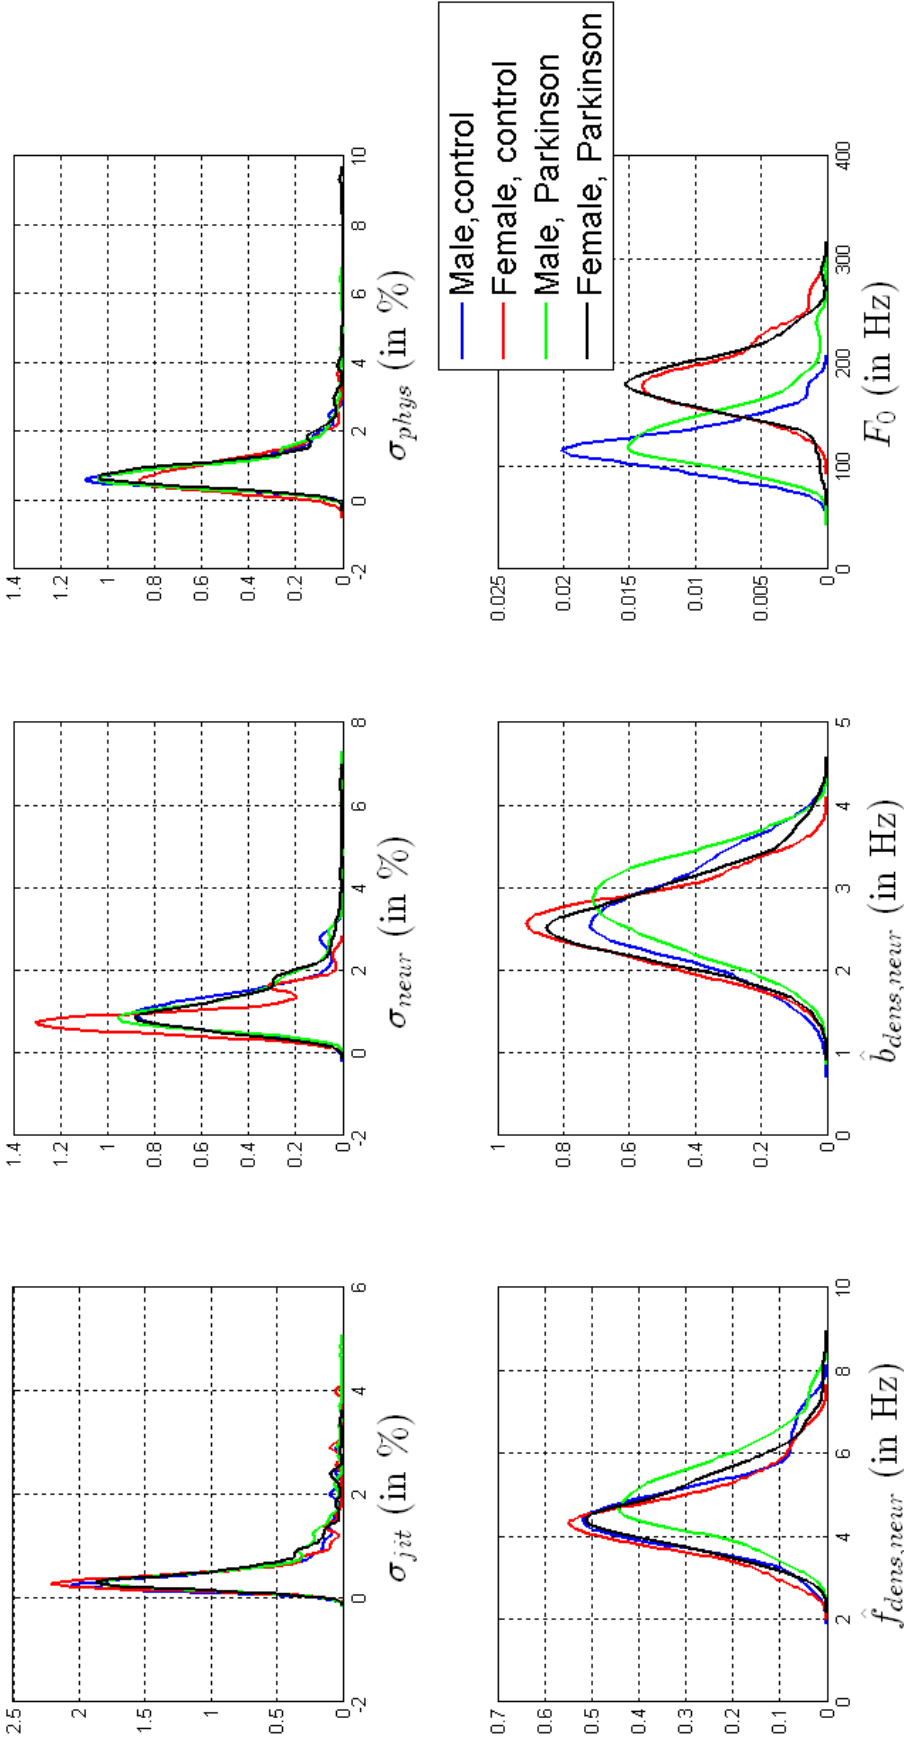 2.5
2
1.5
1
0.5
0
-2 0 2 4 6
σ_jit (in %)
1.4
1.2
1
0.8
0.6
0.4
0.2
0
-2 0 2 4 6 8
σ_neur (in %)
1.4
1.2
1
0.8
0.6
0.4
0.2
0
-2 0 2 4 6 8 10
σ_phys (in %)
0.7
0.6
0.5
0.4
0.3
0.2
0.1
0
0 2 4 6 8 10
f̂_dens,neur (in Hz)
1
0.8
0.6
0.4
0.2
0
0 1 2 3 4 5
b̂_dens,neur (in Hz)
0.025
0.02
0.015
0.01
0.005
0
0 100 200 300 400
F_0 (in Hz)
Male,control
Female, control
Male, Parkinson
Female, Parkinson